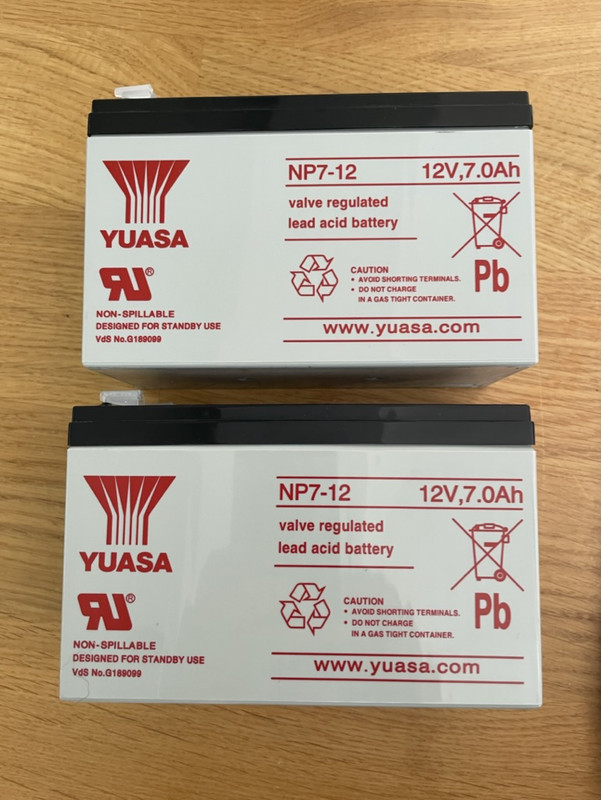 YUASA
®
NON-SPILLABLE
DESIGNED FOR STANDBY USE
VdS No.G189099
NP7-12 12V,7.0Ah
valve regulated
lead acid battery
CAUTION
• AVOID SHORTING TERMINALS.
• DO NOT CHARGE
IN A GAS TIGHT CONTAINER.
Pb
www.yuasa.com
YUASA
®
NON-SPILLABLE
DESIGNED FOR STANDBY USE
VdS No.G189099
NP7-12 12V,7.0Ah
valve regulated
lead acid battery
CAUTION
• AVOID SHORTING TERMINALS.
• DO NOT CHARGE
IN A GAS TIGHT CONTAINER.
Pb
www.yuasa.com